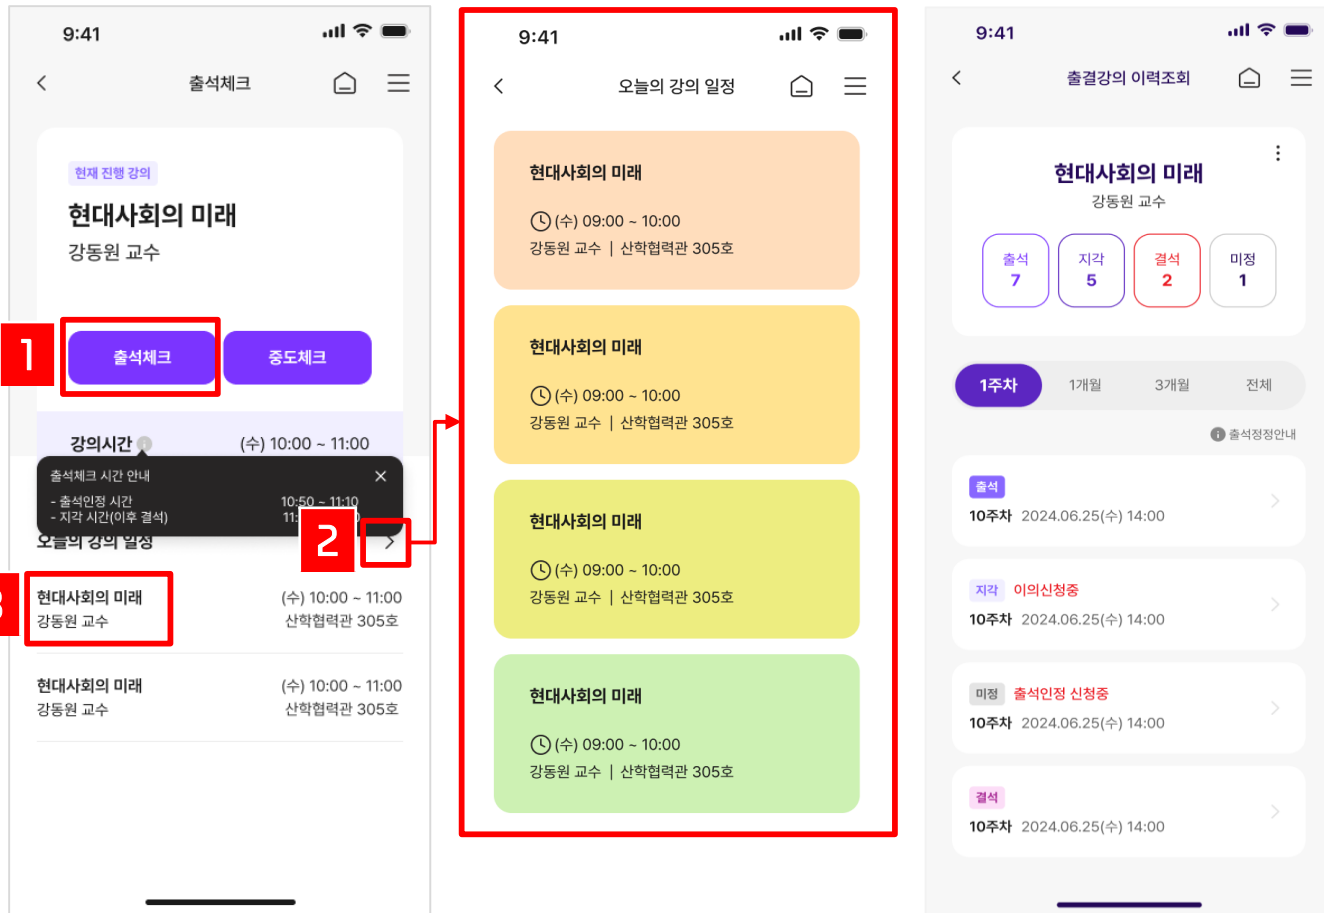 9:41
출석체크
현재 진행 강의
현대사회의 미래
강동원 교수
1
출석체크
중도체크
강의시간
(수) 10:00 ~ 11:00
출석체크 시간 안내
- 출석인정 시간
10:50 ~ 11:10
- 지각 시간(이후 결석)
2
오늘의 강의 일정
현대사회의 미래
(수) 10:00 ~ 11:00
강동원 교수
산학협력관 305호
현대사회의 미래
(수) 10:00 ~ 11:00
강동원 교수
산학협력관 305호
9:41
오늘의 강의 일정
현대사회의 미래
(수) 09:00 ~ 10:00
강동원 교수 | 산학협력관 305호
현대사회의 미래
(수) 09:00 ~ 10:00
강동원 교수 | 산학협력관 305호
현대사회의 미래
(수) 09:00 ~ 10:00
강동원 교수 | 산학협력관 305호
현대사회의 미래
(수) 09:00 ~ 10:00
강동원 교수 | 산학협력관 305호
9:41
출결강의 이력조회
현대사회의 미래
강동원 교수
출석 지각 결석 미정
7 5 2 1
1주차 1개월 3개월 전체
출석정정안내
출석
10주차 2024.06.25(수) 14:00
지각 이의신청중
10주차 2024.06.25(수) 14:00
미정 출석인정 신청중
10주차 2024.06.25(수) 14:00
결석
10주차 2024.06.25(수) 14:00